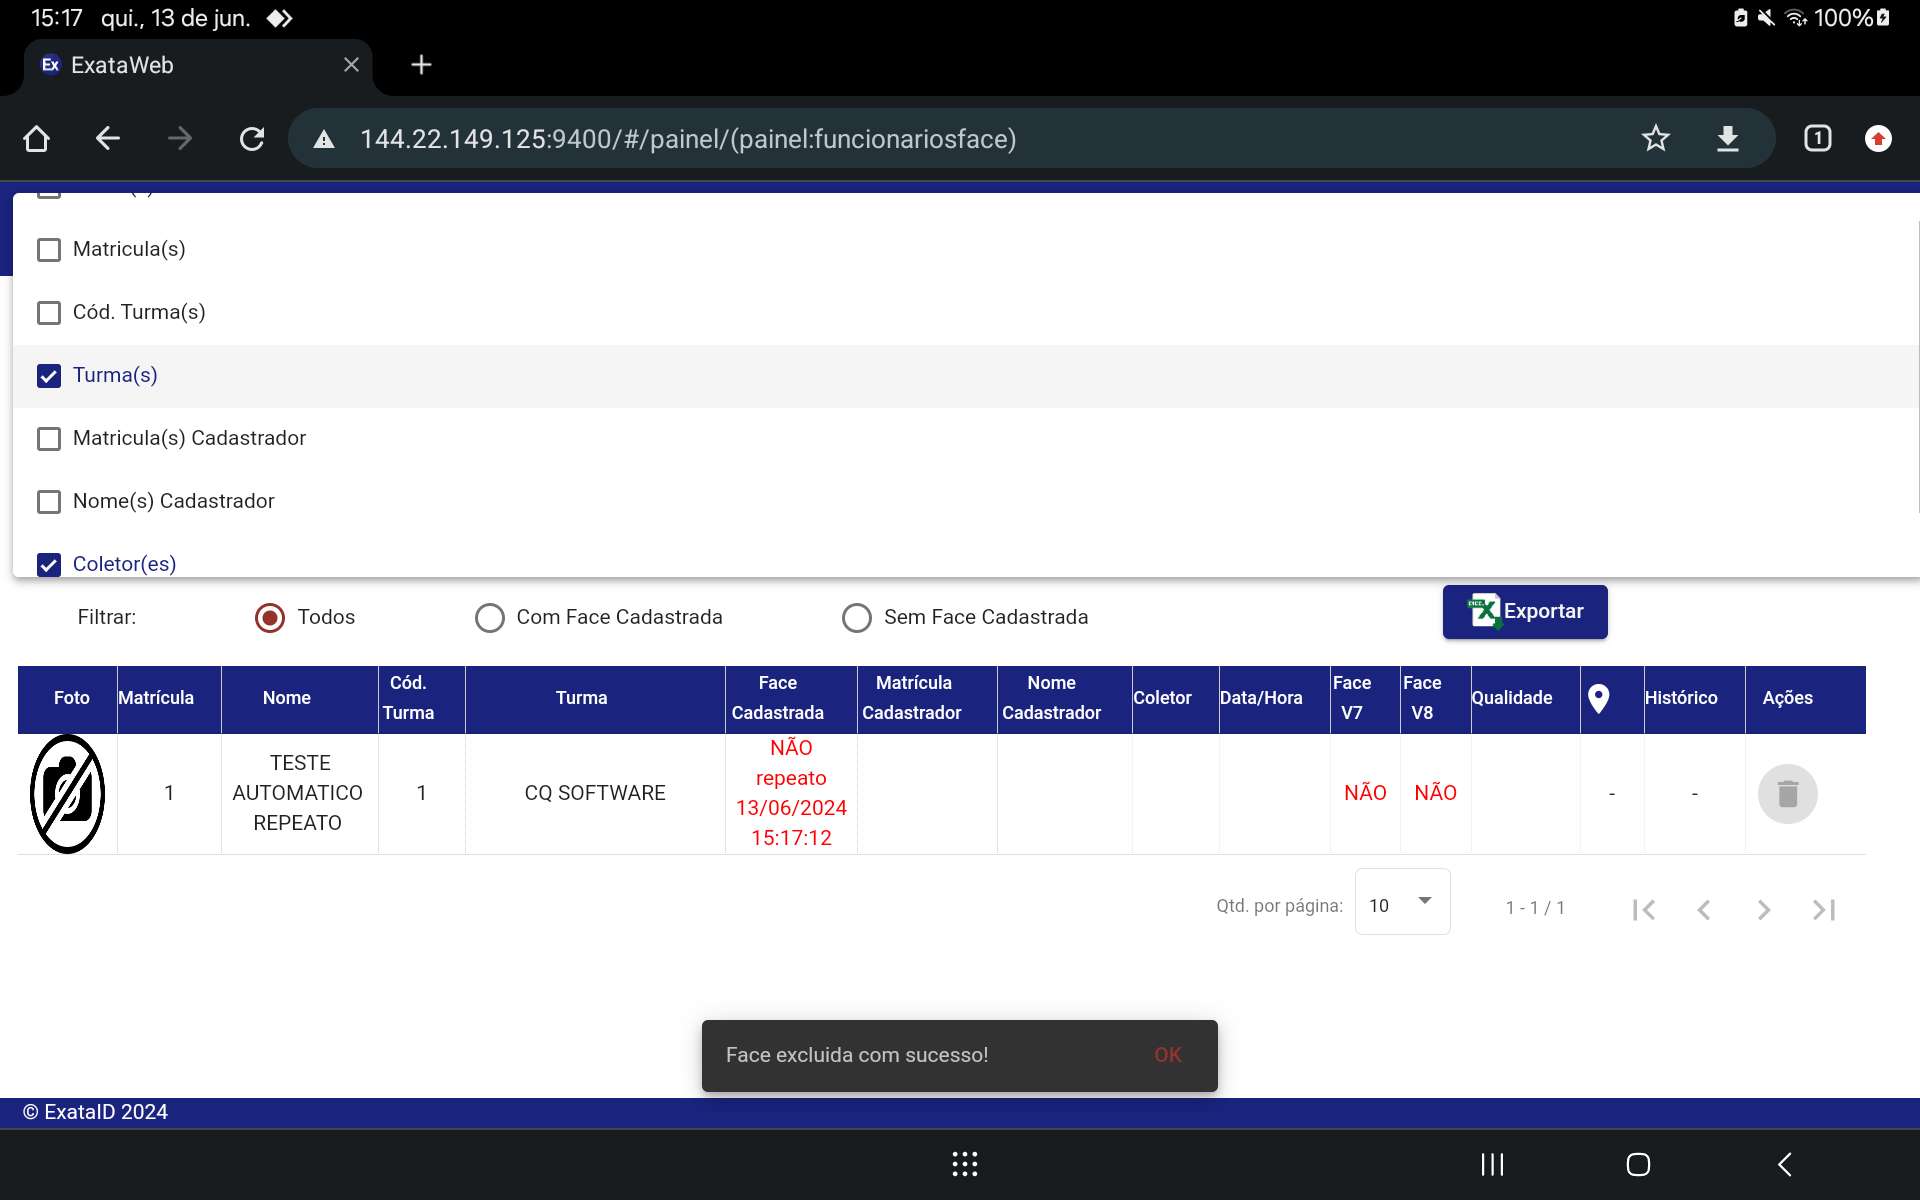 15:17 qui., 13 de jun. 100%
Ex ExataWeb
144.22.149.125:9400/#/painel/(painel:funcionariosface) 1
Matricula(s)
Cód. Turma(s)
Turma(s)
Matricula(s) Cadastrador
Nome(s) Cadastrador
Coletor(es)
Filtrar: Todos Com Face Cadastrada Sem Face Cadastrada Exportar
Foto Matrícula Nome Cód. Turma Turma Face Cadastrada Matrícula Cadastrador Nome Cadastrador Coletor Data/Hora Face V7 Face V8 Qualidade Histórico Ações
1 TESTE AUTOMATICO REPEATO 1 CQ SOFTWARE NÃO repeato 13/06/2024 15:17:12 NÃO NÃO - -
Qtd. por página: 10 1 - 1 / 1
Face excluida com sucesso! OK
© ExataID 2024